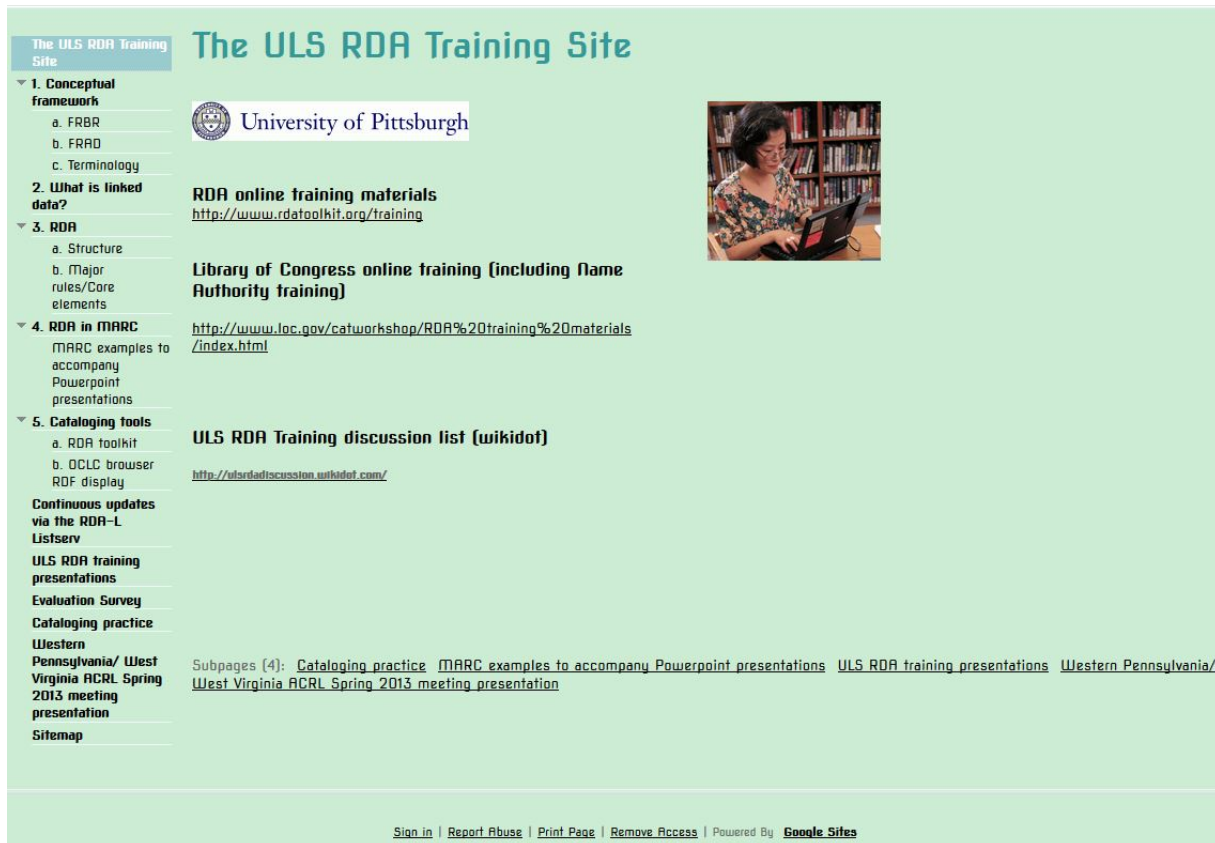 The ULS RDA Training
Site
1. Conceptual
framework
a. FRBR
b. FRAD
c. Terminology
2. What is linked
data?
3. RDA
a. Structure
b. Major
rules/Core
elements
4. RDA in MARC
MARC examples to
accompany
Powerpoint
presentations
5. Cataloging tools
a. RDA toolkit
b. OCLC browser
RDF display
Continuous updates
via the RDA-L
Listserv
ULS RDA training
presentations
Evaluation Survey
Cataloging practice
Western
Pennsylvania/ West
Virginia ACRL Spring
2013 meeting
presentation
Sitemap
The ULS RDA Training Site
University of Pittsburgh
RDA online training materials
http://www.rdatoolkit.org/training
Library of Congress online training (including Name
Authority training)
http://www.loc.gov/catworkshop/RDA%20training%20materials
/index.html
ULS RDA Training discussion list (wikidot)
http://ulsrdadiscussion.wikidot.com/
Subpages (4): Cataloging practice MARC examples to accompany Powerpoint presentations ULS RDA training presentations Western Pennsylvania/
West Virginia ACRL Spring 2013 meeting presentation
Sign in | Report Abuse | Print Page | Remove Access | Powered By Google Sites